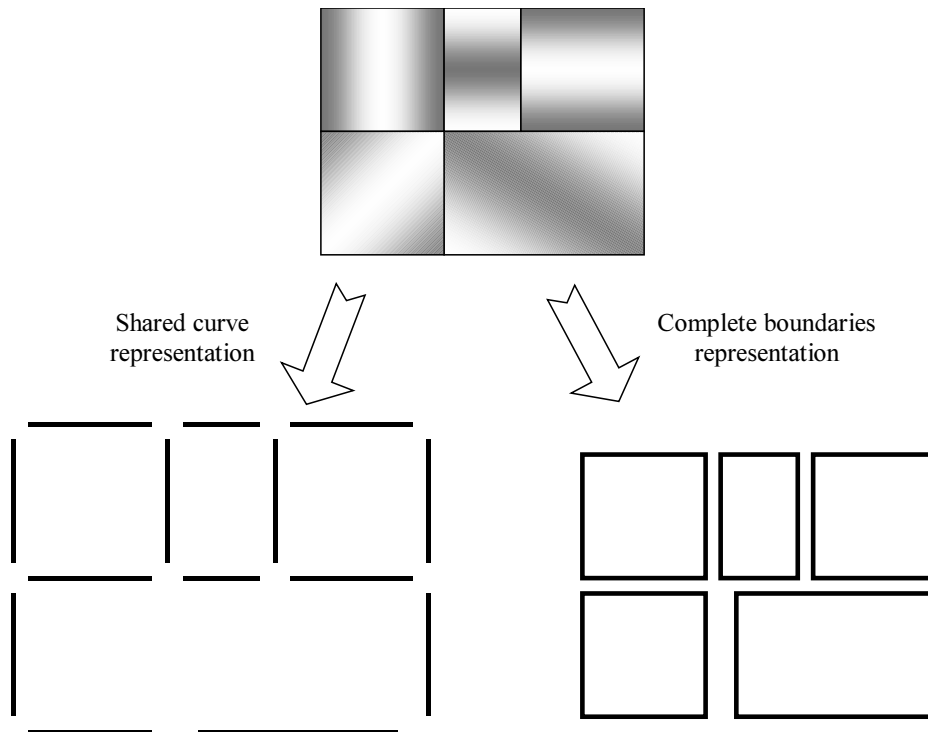 Shared curve
representation
Complete boundaries
representation